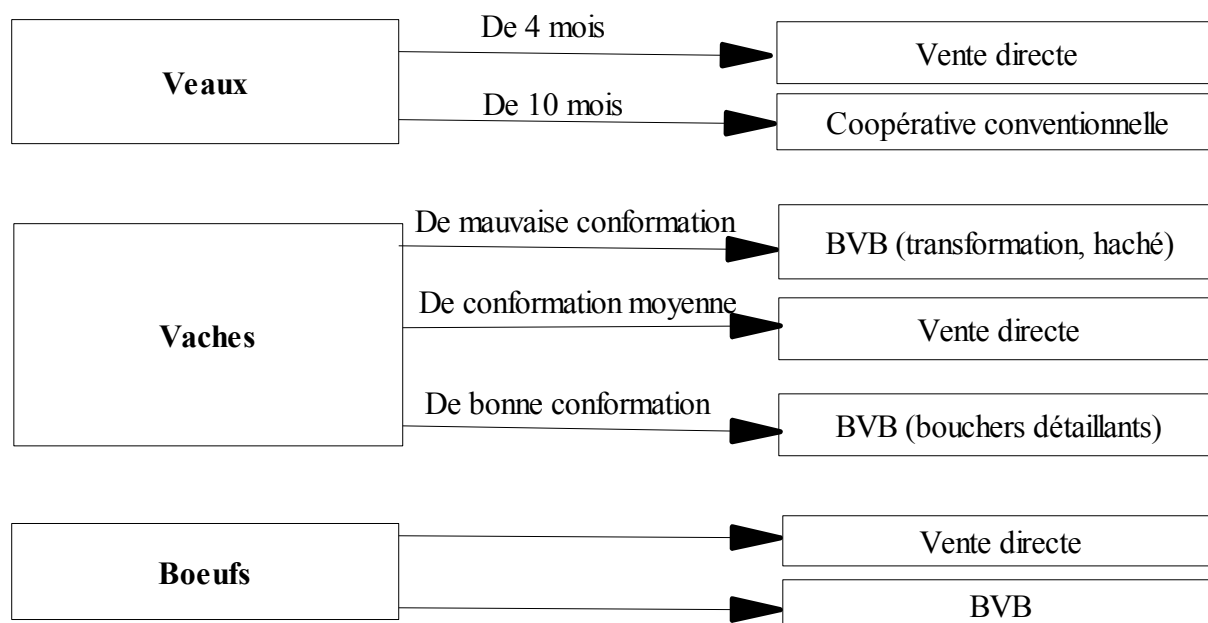 De 4 mois
Vente directe
Veaux
De 10 mois
Coopérative conventionnelle
De mauvaise conformation
BVB (transformation, haché)
De conformation moyenne
Vente directe
Vaches
De bonne conformation
BVB (bouchers détaillants)
Vente directe
Boeufs
BVB